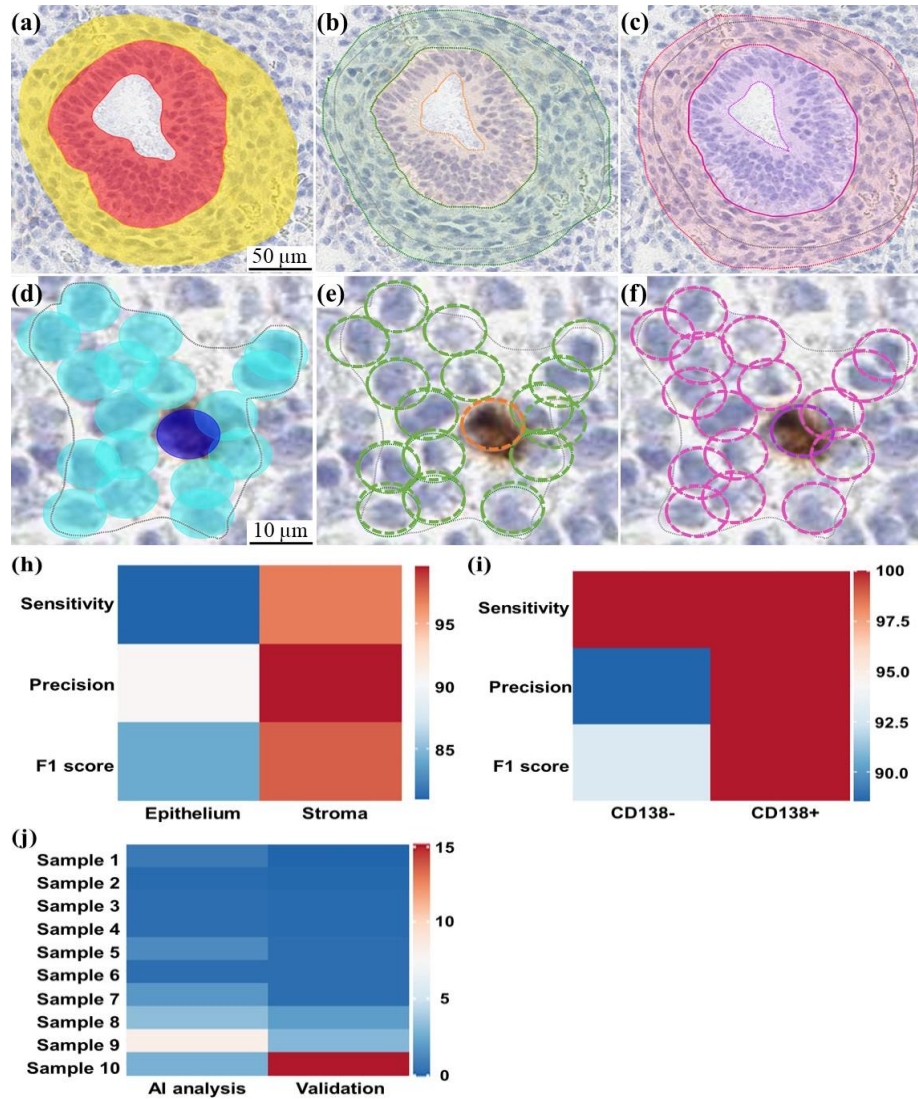 (a)
(b)
(c)
50 μm
(d)
(e)
(f)
10 μm
(h)
Sensitivity
Precision
F1 score
Epithelium Stroma
95
90
85
(i)
Sensitivity
Precision
F1 score
CD138- CD138+
100
97.5
95.0
92.5
90.0
(j)
Sample 1
Sample 2
Sample 3
Sample 4
Sample 5
Sample 6
Sample 7
Sample 8
Sample 9
Sample 10
AI analysis Validation
15
10
5
0